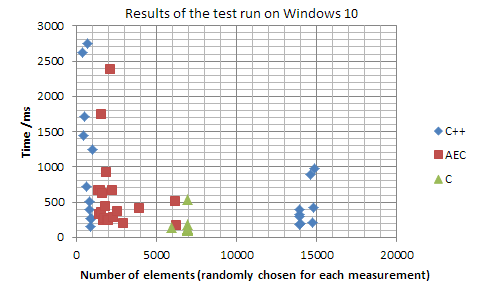 Results of the test run on Windows 10
3000
2500
2000
1500
1000
500
0
Time /ms
0 5000 10000 15000 20000
Number of elements (randomly chosen for each measurement)
C++
AEC
C